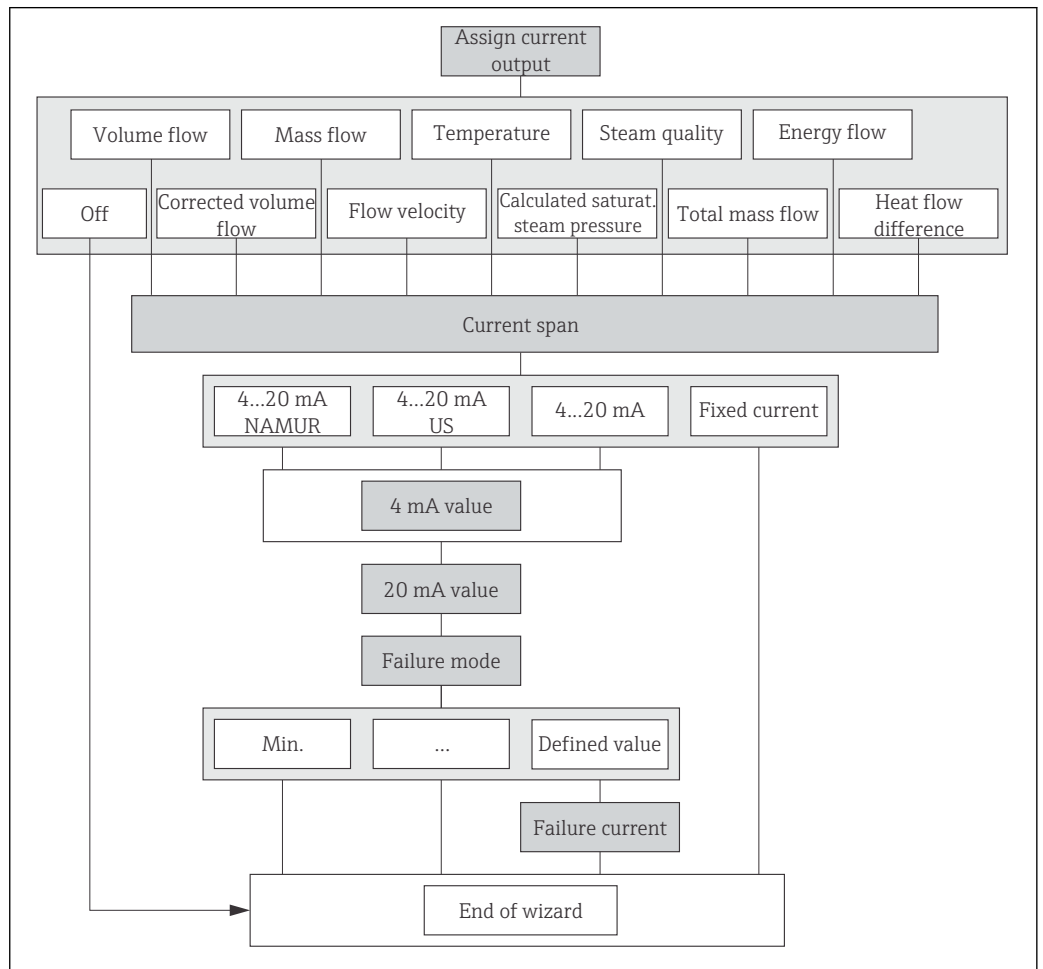 Assign current
output
Volume flow
Mass flow
Temperature
Steam quality
Energy flow
Off
Corrected volume
flow
Flow velocity
Calculated saturat.
steam pressure
Total mass flow
Heat flow
difference
Current span
4...20 mA
NAMUR
4...20 mA
US
4...20 mA
Fixed current
4 mA value
20 mA value
Failure mode
Min.
...
Defined value
Failure current
End of wizard